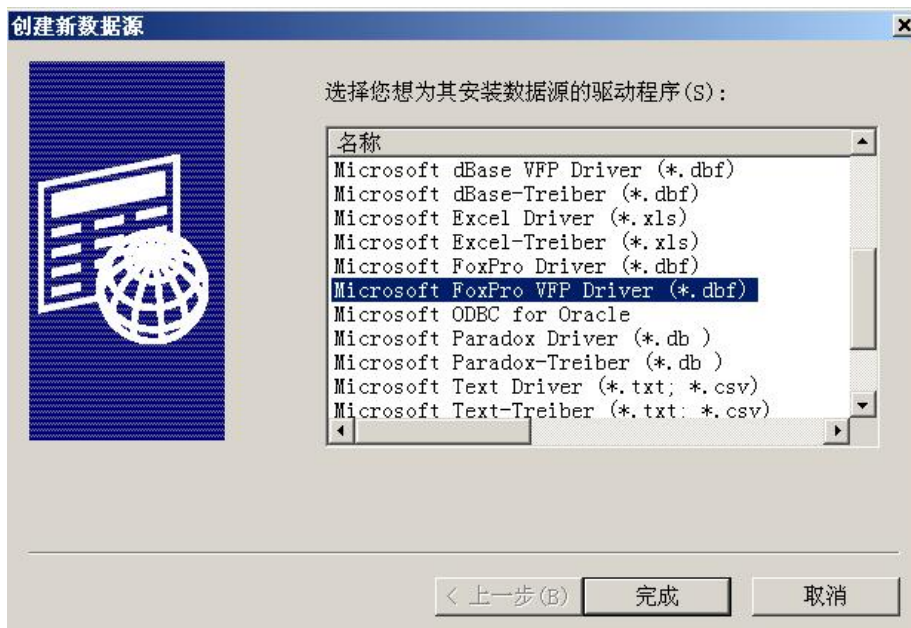 创建新数据源
选择您想为其安装数据源的驱动程序(S):
名称
Microsoft dBase VFP Driver (*.dbf)
Microsoft dBase-Treiber (*.dbf)
Microsoft Excel Driver (*.xls)
Microsoft Excel-Treiber (*.xls)
Microsoft FoxPro Driver (*.dbf)
Microsoft FoxPro VFP Driver (*.dbf)
Microsoft ODBC for Oracle
Microsoft Paradox Driver (*.db )
Microsoft Paradox-Treiber (*.db )
Microsoft Text Driver (*.txt; *.csv)
Microsoft Text-Treiber (*.txt; *.csv)
< 上一步(B) 完成 取消